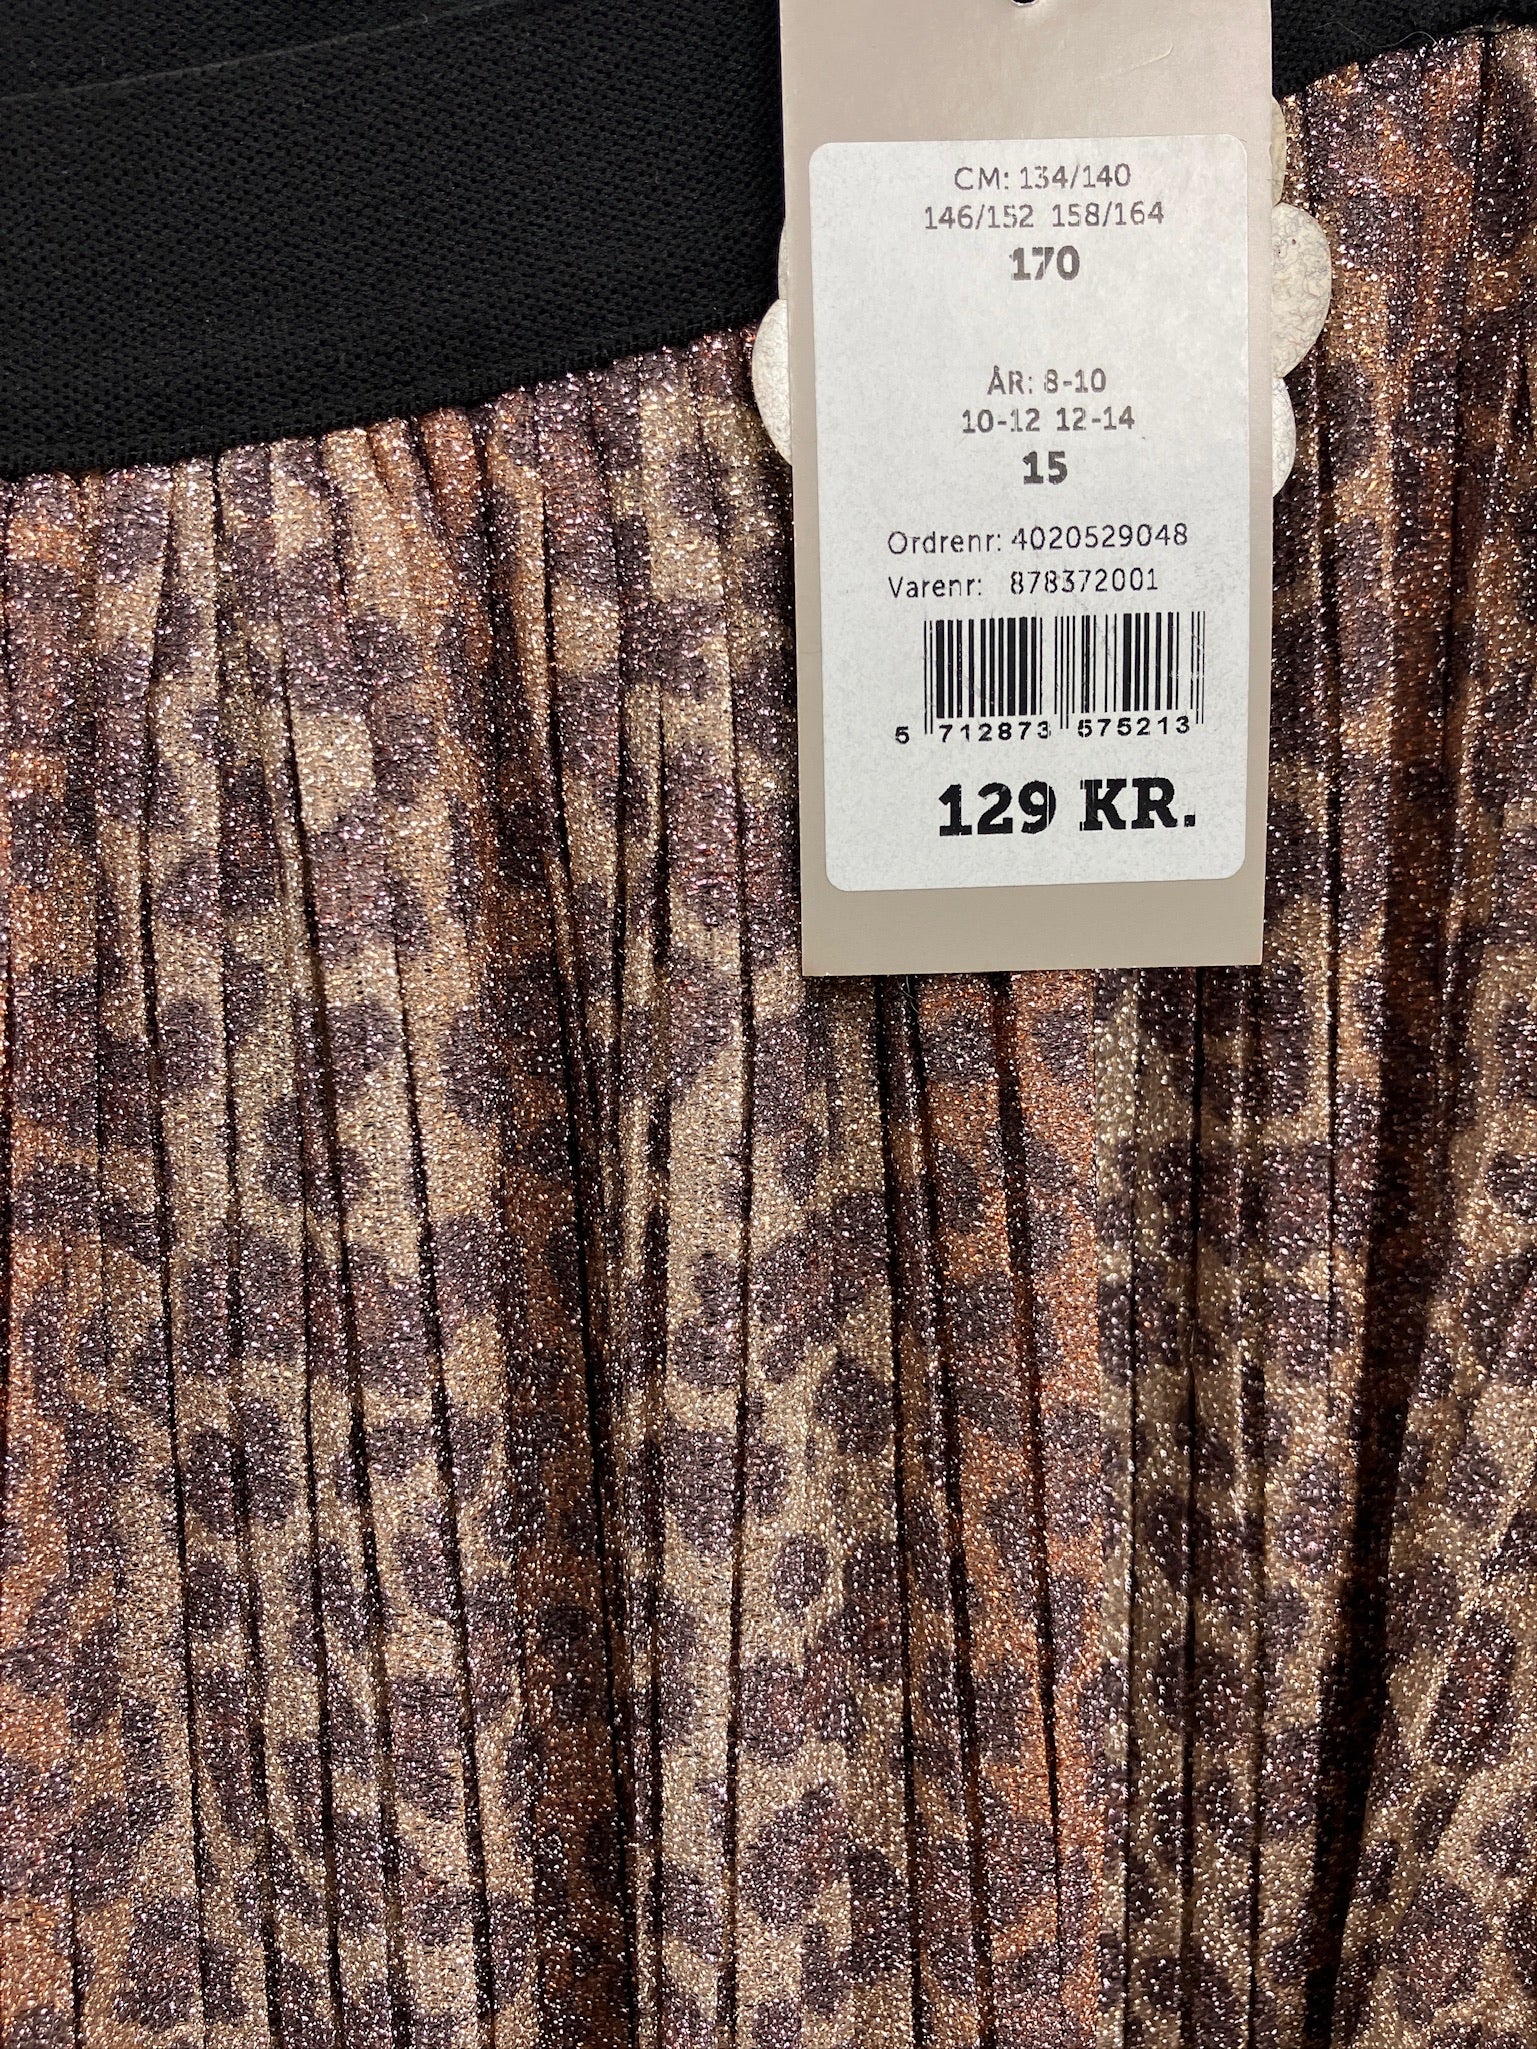 CM: 134/140
146/152 158/164
170
ÅR: 8-10
10-12 12-14
15
Ordrenr: 4020529048
Varenr: 878372001
5 712873 575213
129 KR.